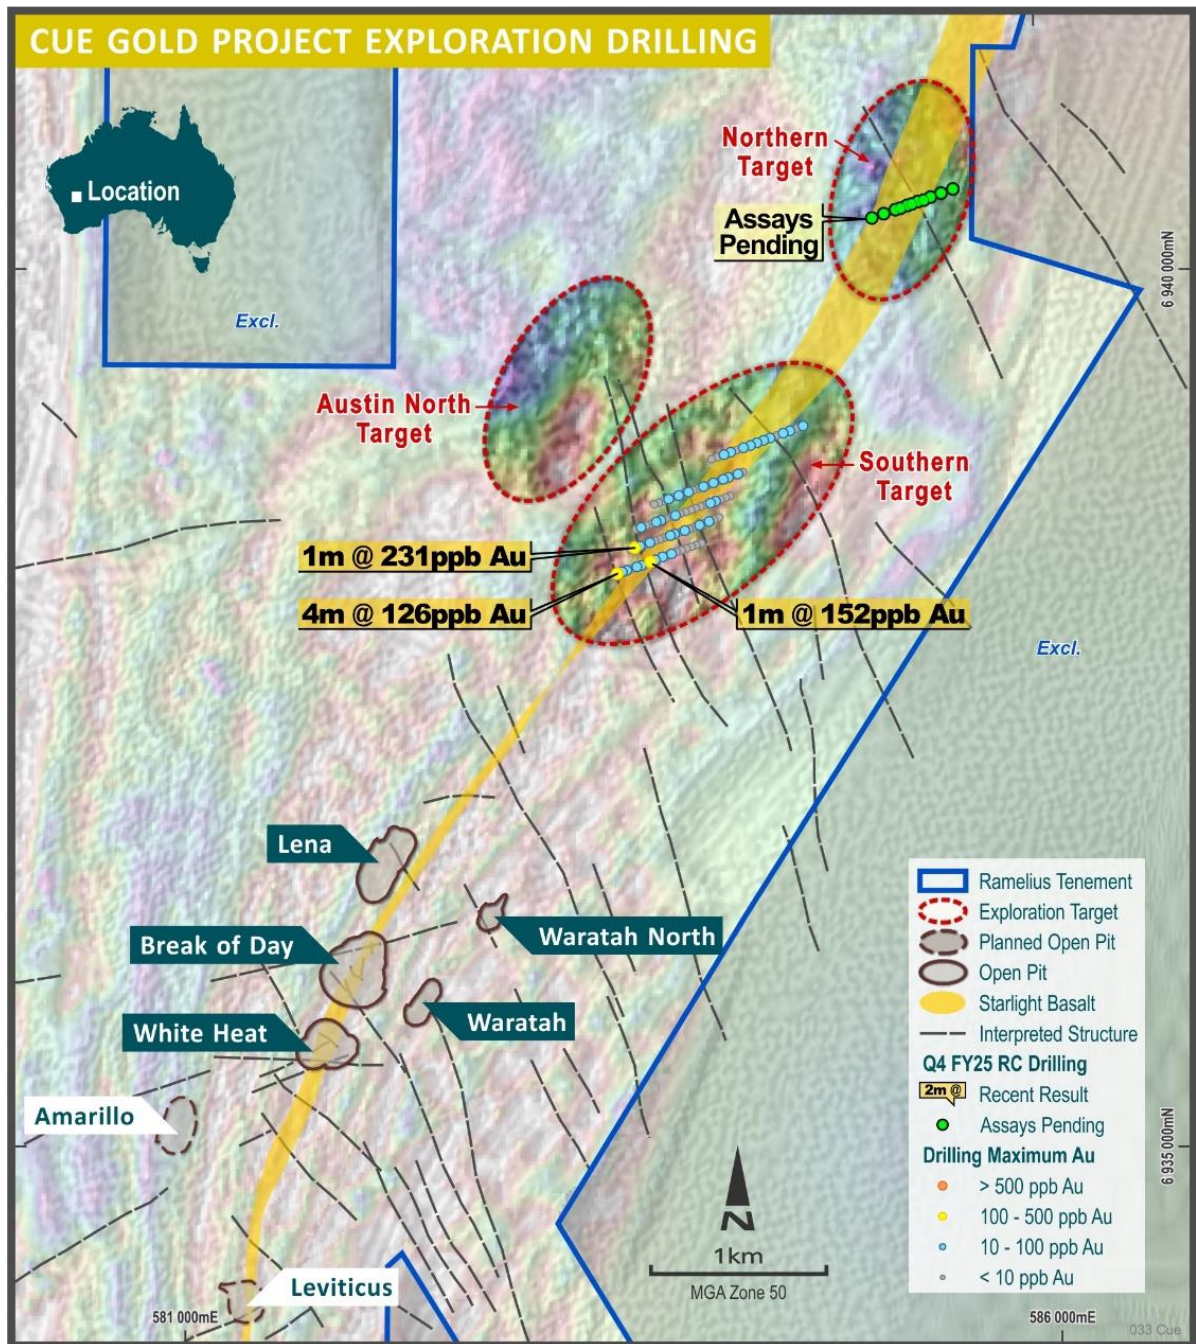 CUE GOLD PROJECT EXPLORATION DRILLING
Location
Excl.
Northern
Target
Assays
Pending
6 940 000mN
Austin North
Target
Southern
Target
1m @ 231ppb Au
4m @ 126ppb Au
1m @ 152ppb Au
Excl.
Lena
Break of Day
Waratah North
White Heat
Waratah
Amarillo
Leviticus
Ramelius Tenement
Exploration Target
Planned Open Pit
Open Pit
Starlight Basalt
Interpreted Structure
Q4 FY25 RC Drilling
2m @
Recent Result
Assays Pending
Drilling Maximum Au
> 500 ppb Au
100 - 500 ppb Au
10 - 100 ppb Au
< 10 ppb Au
6 935 000mN
N
1km
MGA Zone 50
581 000mE
586 000mE
033 Cue